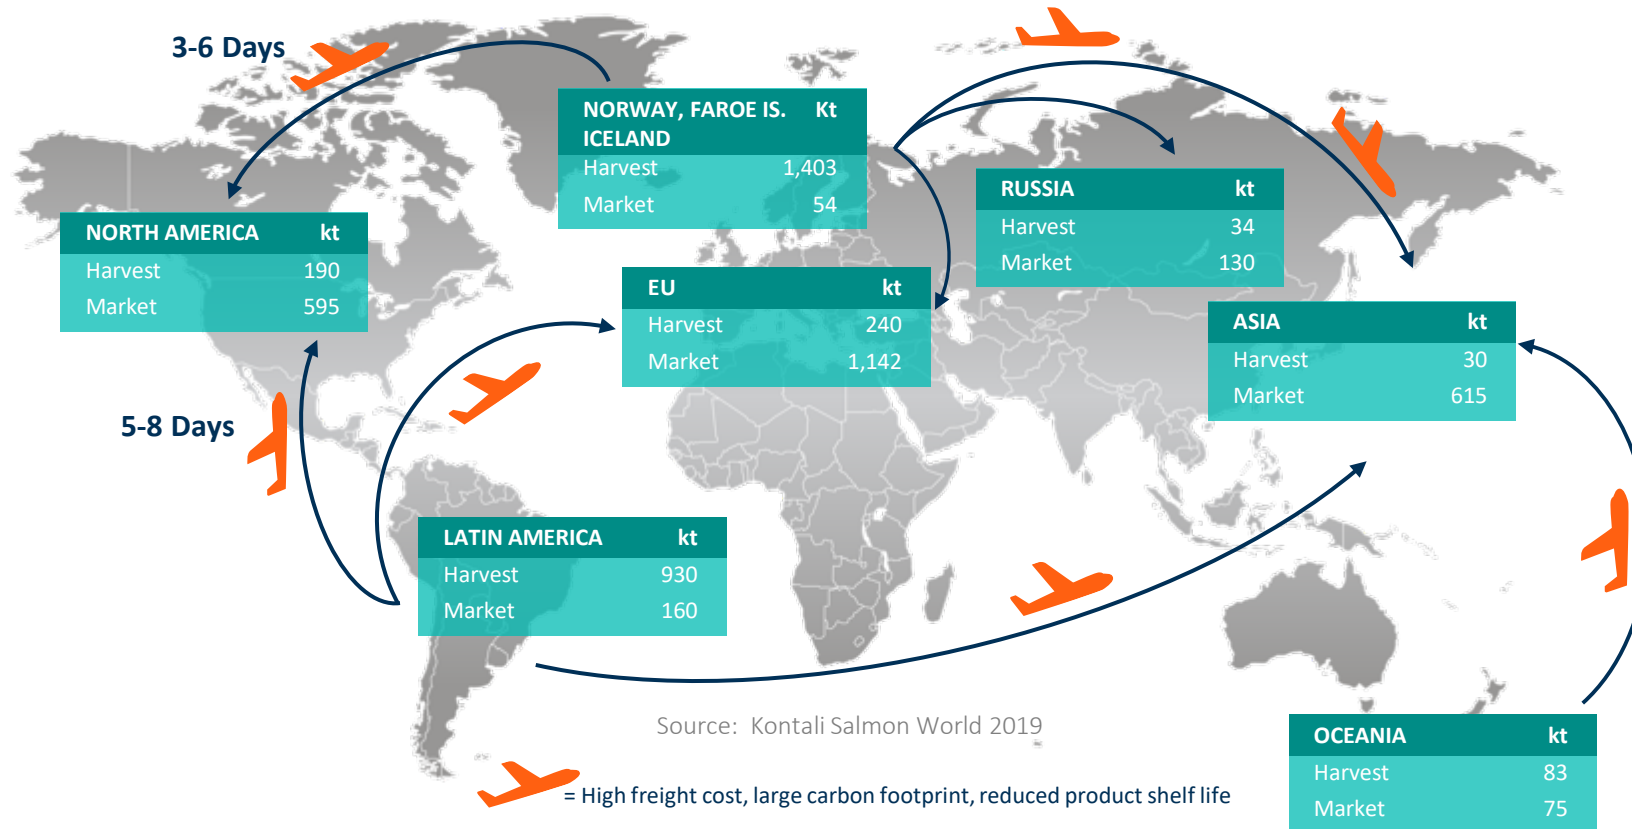 3-6 Days
NORWAY, FAROE IS. Kt
ICELAND
Harvest 1,403
Market 54
RUSSIA kt
Harvest 34
Market 130
NORTH AMERICA kt
Harvest 190
Market 595
EU kt
Harvest 240
Market 1,142
ASIA kt
Harvest 30
Market 615
5-8 Days
LATIN AMERICA kt
Harvest 930
Market 160
Source: Kontali Salmon World 2019
OCEANIA kt
Harvest 83
Market 75
= High freight cost, large carbon footprint, reduced product shelf life